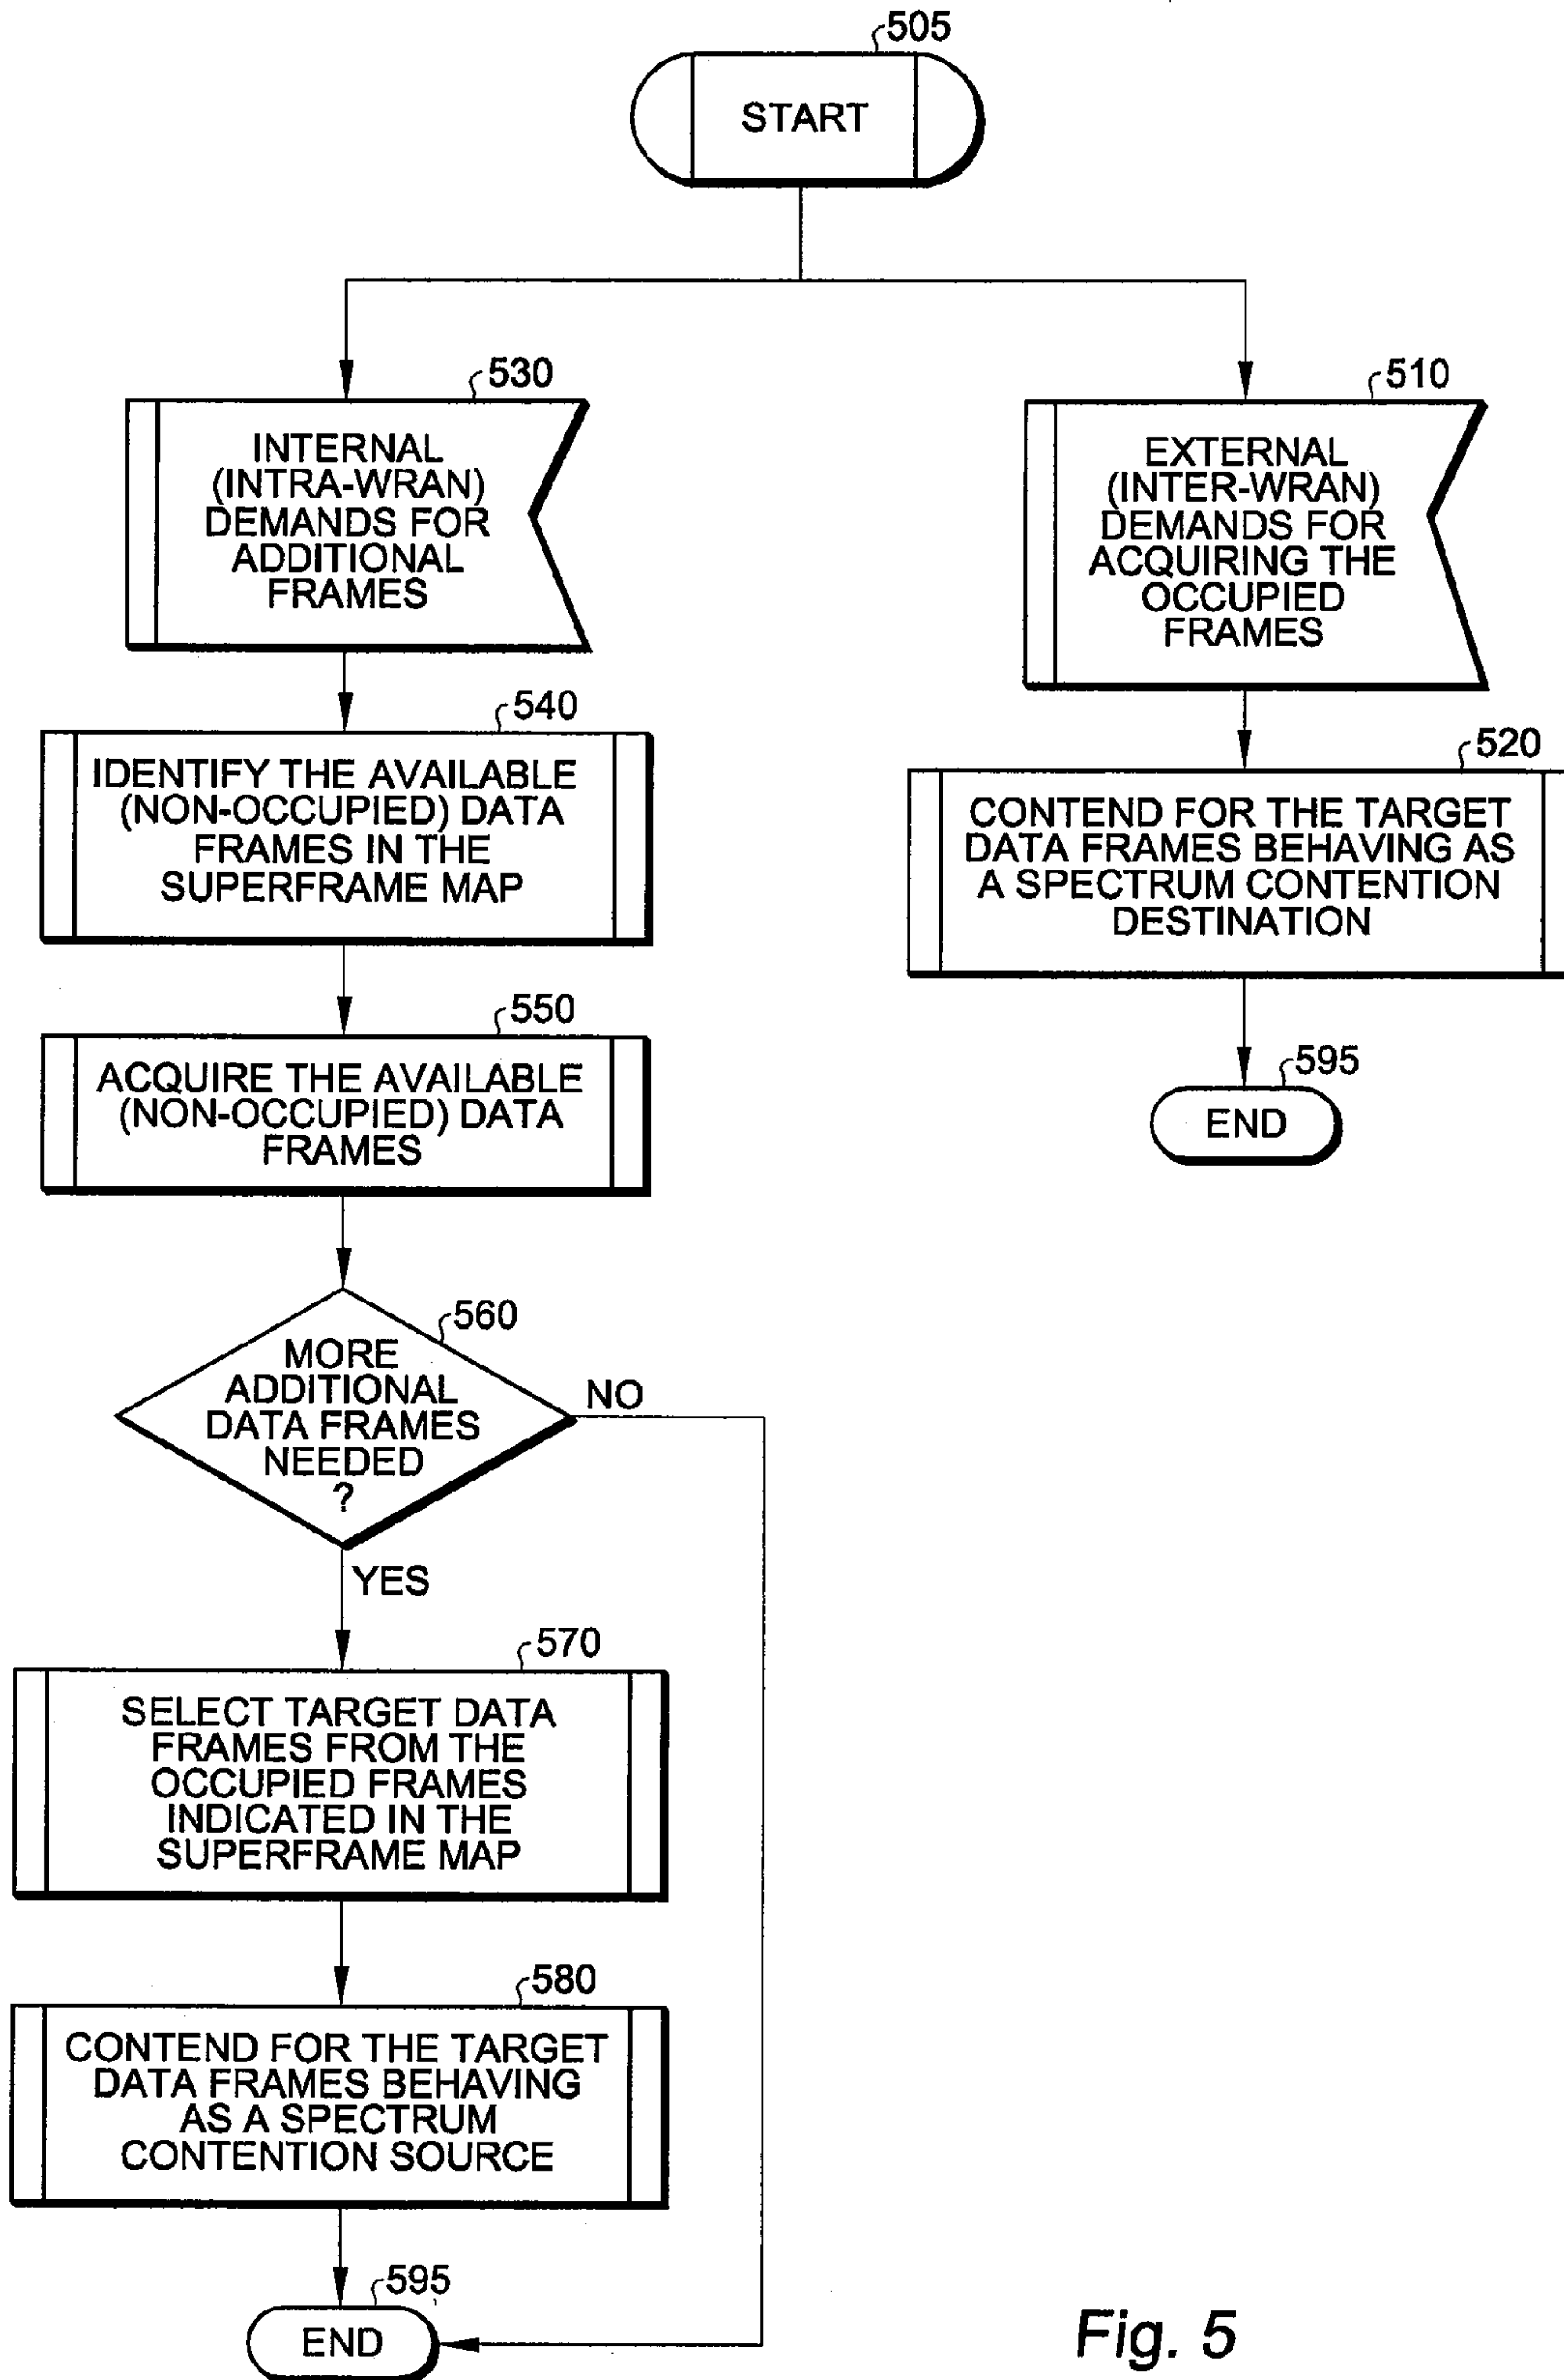 505
START
530
INTERNAL
(INTRA-WRAN)
DEMANDS FOR
ADDITIONAL
FRAMES
510
EXTERNAL
(INTER-WRAN)
DEMANDS FOR
ACQUIRING THE
OCCUPIED
FRAMES
540
IDENTIFY THE AVAILABLE
(NON-OCCUPIED) DATA
FRAMES IN THE
SUPERFRAME MAP
520
CONTEND FOR THE TARGET
DATA FRAMES BEHAVING AS
A SPECTRUM CONTENTION
DESTINATION
550
ACQUIRE THE AVAILABLE
(NON-OCCUPIED) DATA
FRAMES
595
END
560
MORE
ADDITIONAL
DATA FRAMES
NEEDED
?
NO
YES
570
SELECT TARGET DATA
FRAMES FROM THE
OCCUPIED FRAMES
INDICATED IN THE
SUPERFRAME MAP
580
CONTEND FOR THE TARGET
DATA FRAMES BEHAVING
AS A SPECTRUM
CONTENTION SOURCE
595
END
Fig. 5